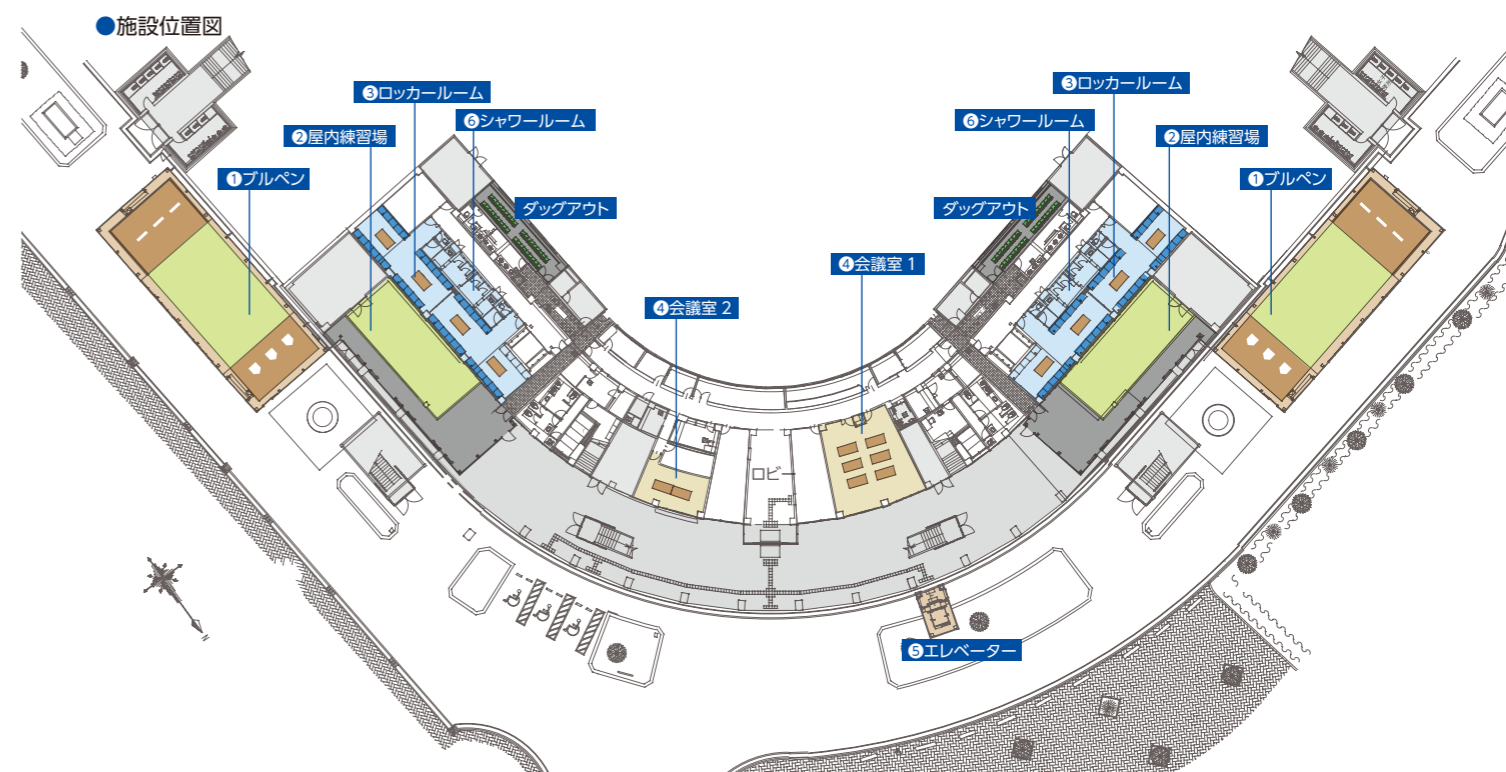 ●施設位置図
❸ロッカールーム
❻シャワールーム
❷屋内練習場
❶ブルペン
ダッグアウト
❹会議室 2
❸ロッカールーム
❻シャワールーム
❷屋内練習場
❶ブルペン
ダッグアウト
❹会議室 1
ロビー
❺エレベーター
N